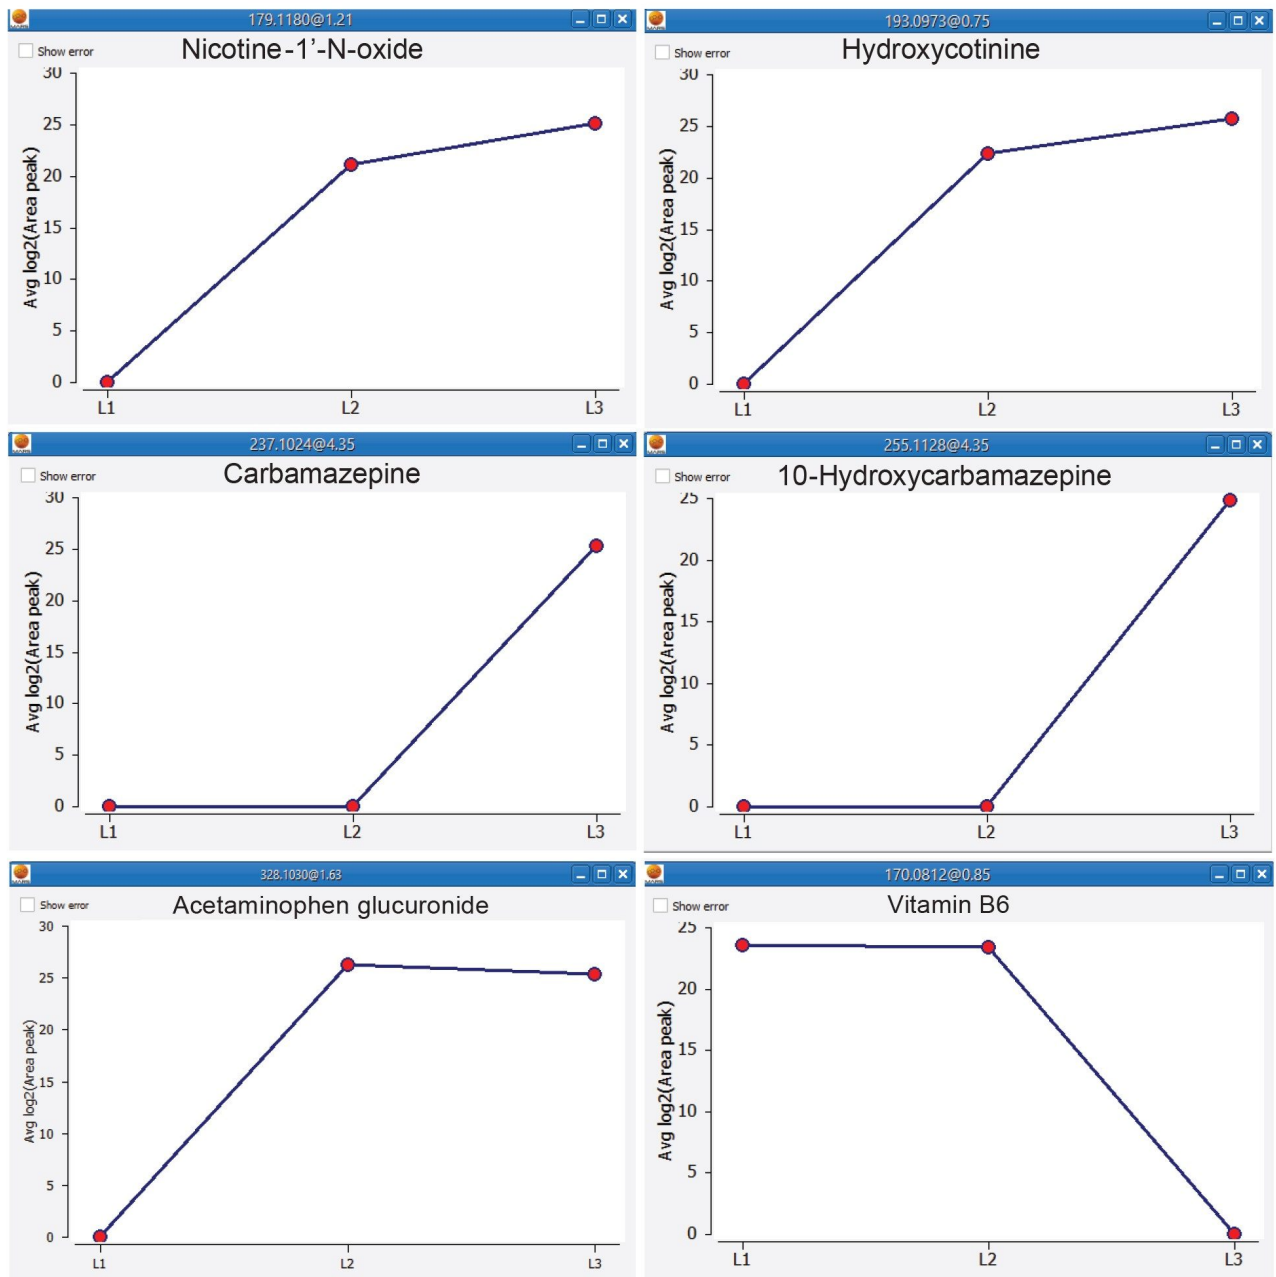 179.1180@1.21
Show error
Nicotine-1’-N-oxide
Avg log2(Area peak)
30
25
20
15
10
5
0
L1 L2 L3
193.0973@0.75
Show error
Hydroxycotinine
Avg log2(Area peak)
30
25
20
15
10
5
0
L1 L2 L3
237.1024@4.35
Show error
Carbamazepine
Avg log2(Area peak)
30
25
20
15
10
5
0
L1 L2 L3
255.1128@4.35
Show error
10-Hydroxycarbamazepine
Avg log2(Area peak)
25
20
15
10
5
0
L1 L2 L3
328.1030@1.63
Show error
Acetaminophen glucuronide
Avg log2(Area peak)
30
25
20
15
10
5
0
L1 L2 L3
170.0812@0.85
Show error
Vitamin B6
Avg log2(Area peak)
25
20
15
10
5
0
L1 L2 L3